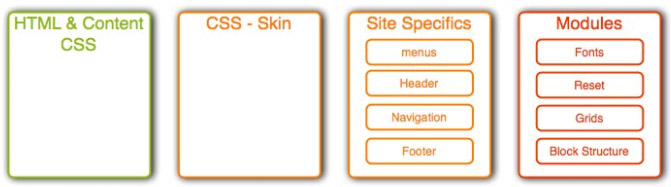 HTML & Content
CSS
CSS - Skin
Site Specifics
menus
Header
Navigation
Footer
Modules
Fonts
Reset
Grids
Block Structure